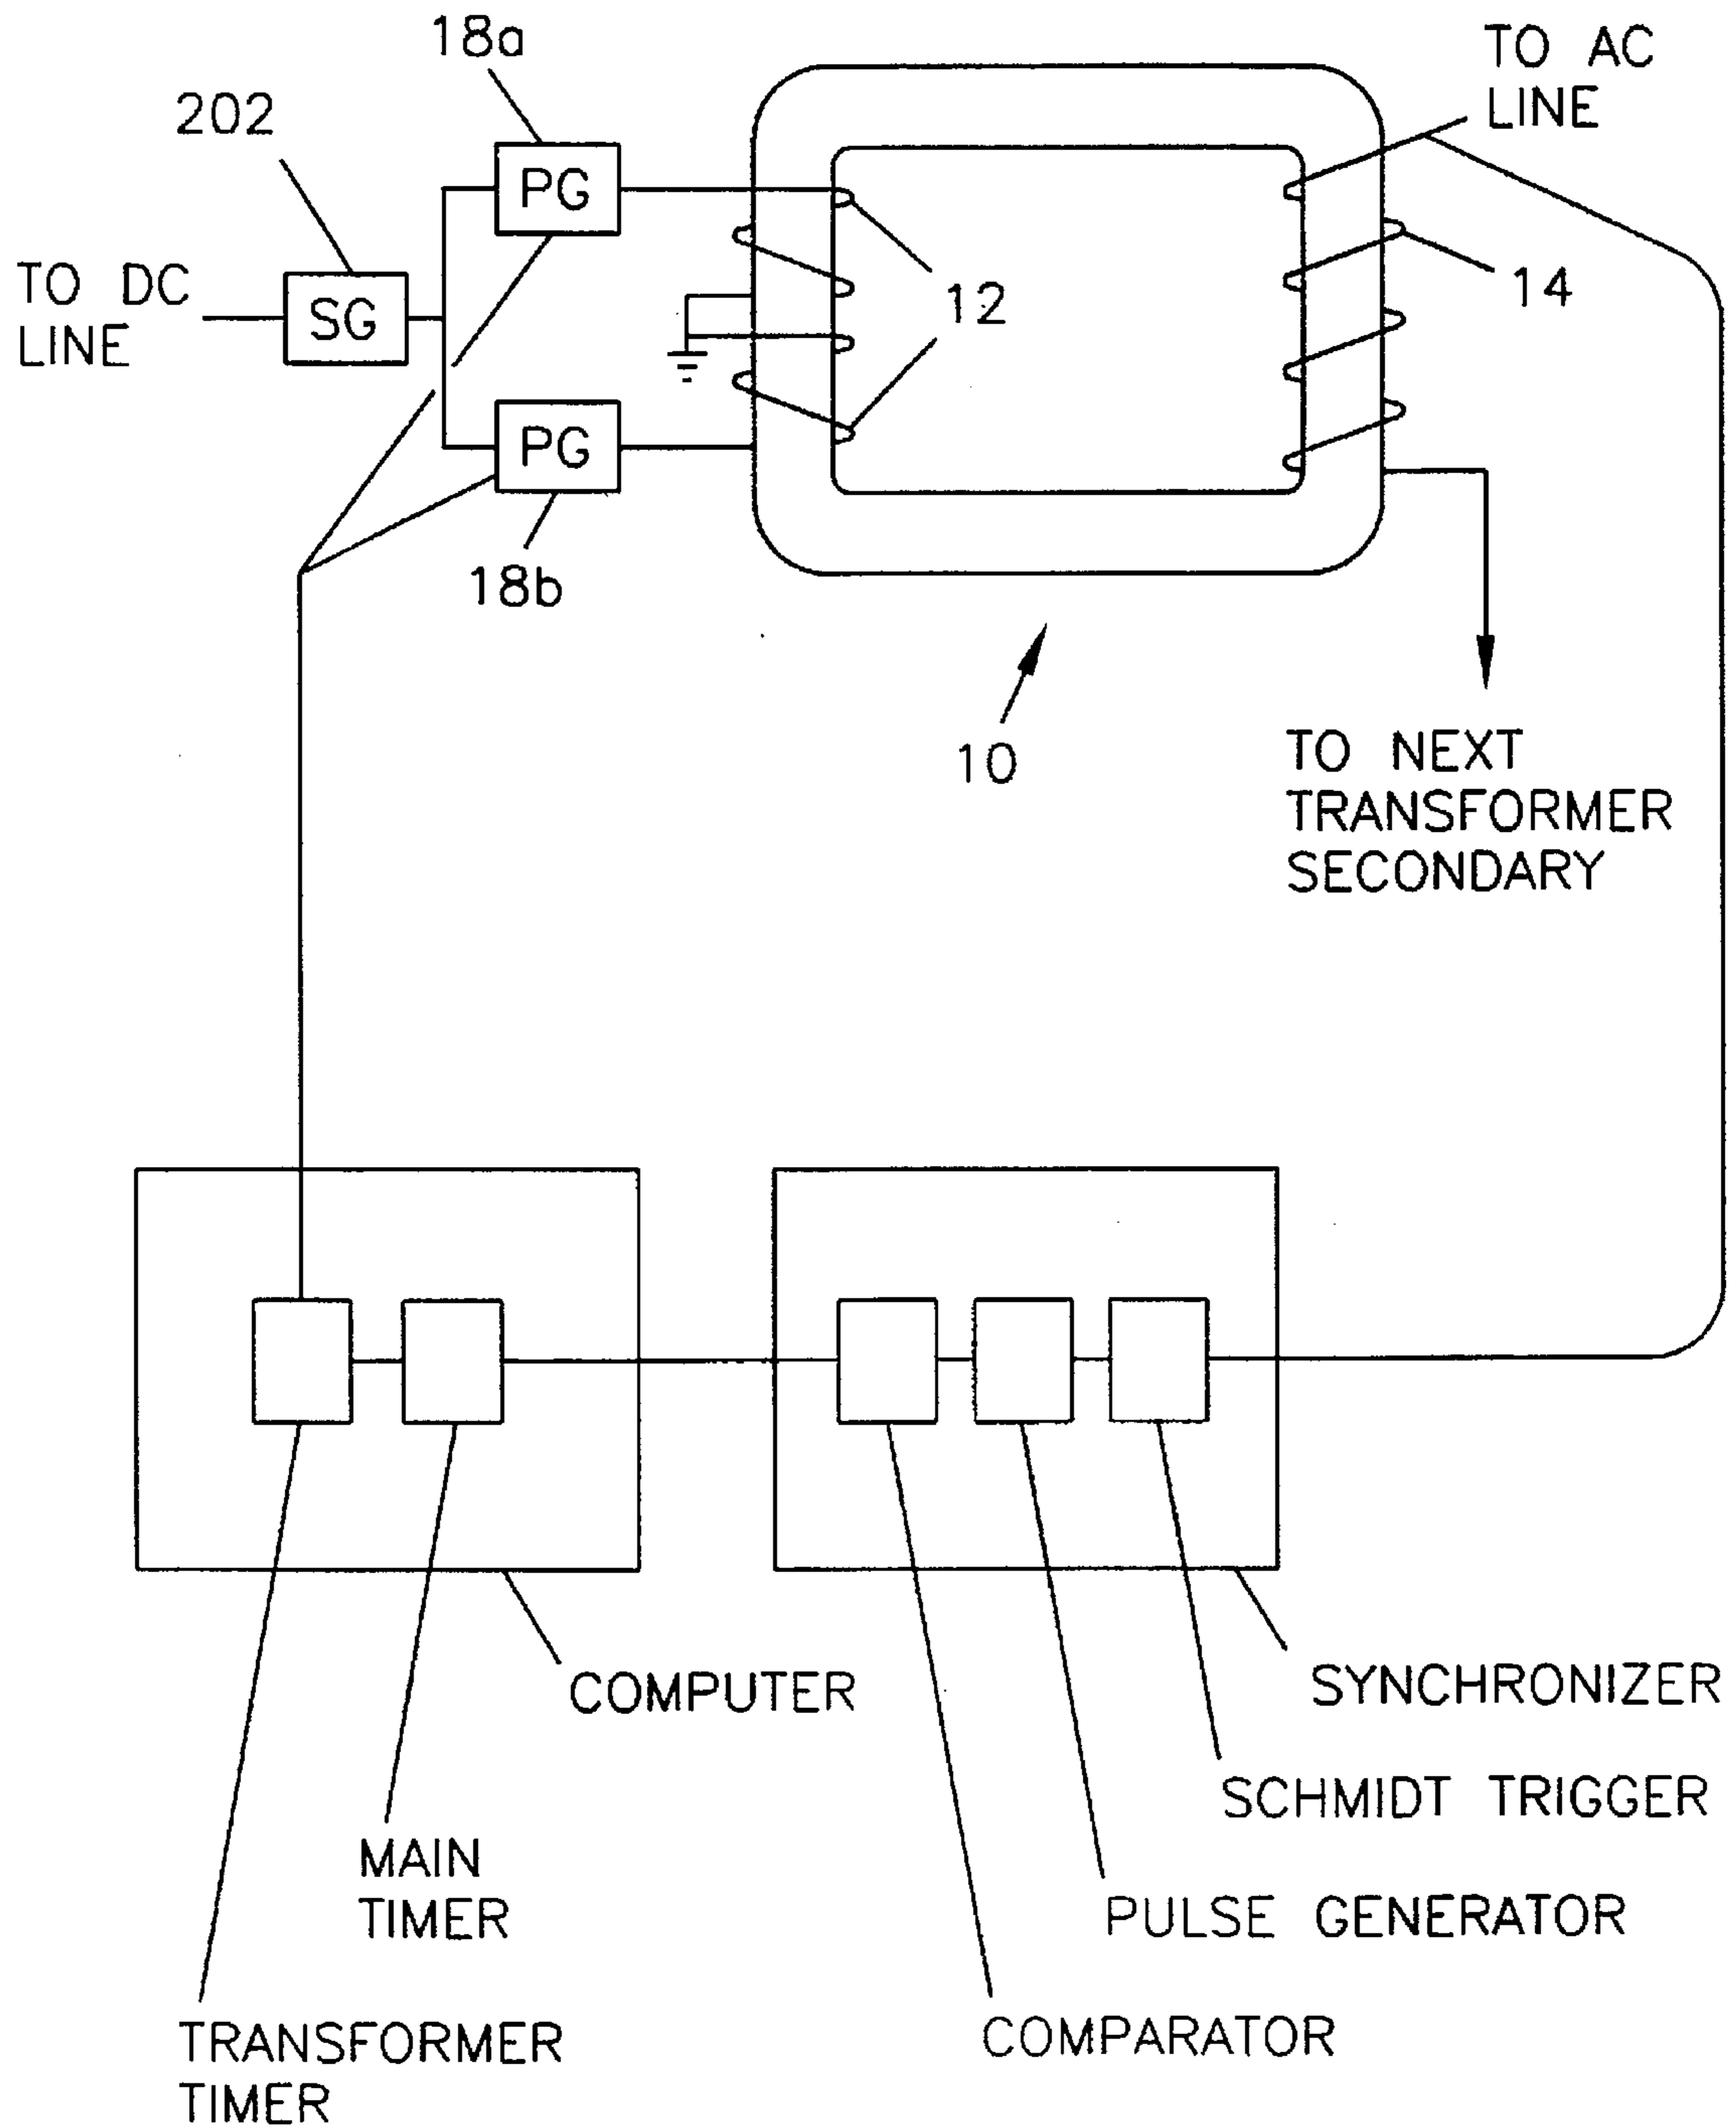 18a
TO AC
LINE
202
PG
TO DC
LINE
SG
12
14
PG
18b
10
TO NEXT
TRANSFORMER
SECONDARY
COMPUTER
SYNCHRONIZER
SCHMIDT TRIGGER
MAIN
TIMER
PULSE GENERATOR
TRANSFORMER
TIMER
COMPARATOR